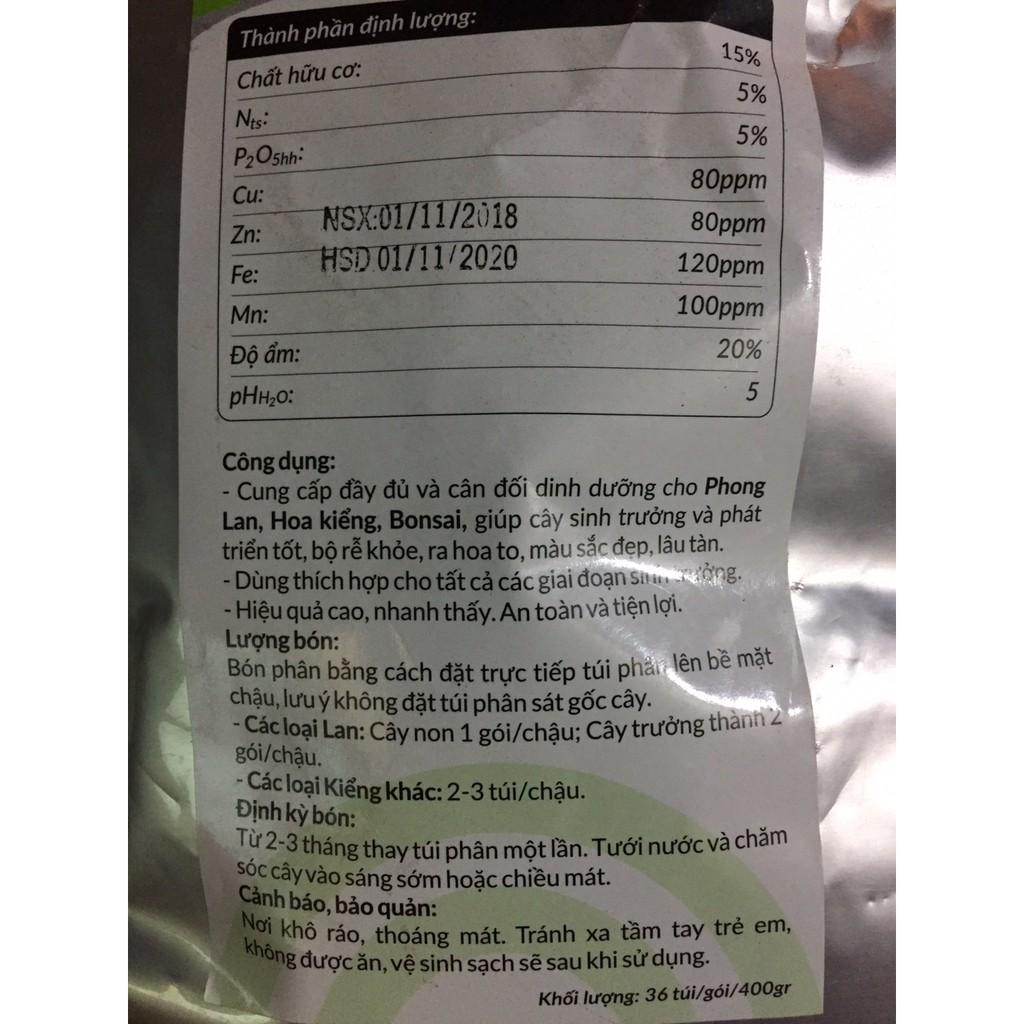 Thành phần định lượng:
Chất hữu cơ: 15%
Nts: 5%
P2O5hh: 5%
Cu: 80ppm
Zn: 80ppm
Fe: 120ppm
Mn: 100ppm
Độ ẩm: 20%
pHH2O: 5
NSX:01/11/2018
HSD 01/11/2020
Công dụng:
- Cung cấp đầy đủ và cân đối dinh dưỡng cho Phong
Lan, Hoa kiểng, Bonsai, giúp cây sinh trưởng và phát
triển tốt, bộ rễ khỏe, ra hoa to, màu sắc đẹp, lâu tàn.
- Dùng thích hợp cho tất cả các giai đoạn sinh trưởng.
- Hiệu quả cao, nhanh thấy. An toàn và tiện lợi.
Lượng bón:
Bón phân bằng cách đặt trực tiếp túi phân lên bề mặt
chậu, lưu ý không đặt túi phân sát gốc cây.
- Các loại Lan: Cây non 1 gói/chậu; Cây trưởng thành 2
gói/chậu.
- Các loại Kiểng khác: 2-3 túi/chậu.
Định kỳ bón:
Từ 2-3 tháng thay túi phân một lần. Tưới nước và chăm
sóc cây vào sáng sớm hoặc chiều mát.
Cảnh báo, bảo quản:
Nơi khô ráo, thoáng mát. Tránh xa tầm tay trẻ em,
không được ăn, vệ sinh sạch sẽ sau khi sử dụng.
Khối lượng: 36 túi/gói/400gr